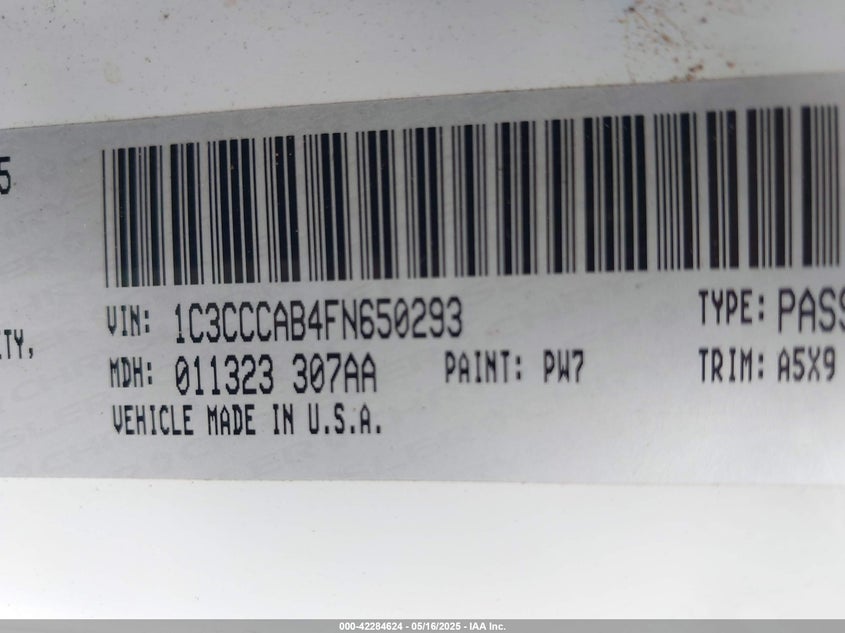 5
ITY,
VIN: 1C3CCCAB4FN650293
TYPE: PASS
MDH: 011323 307AA
PAINT: PW7
TRIM: A5X9
VEHICLE MADE IN U.S.A.
000-42284624 - 05/16/2025 - IAA Inc.